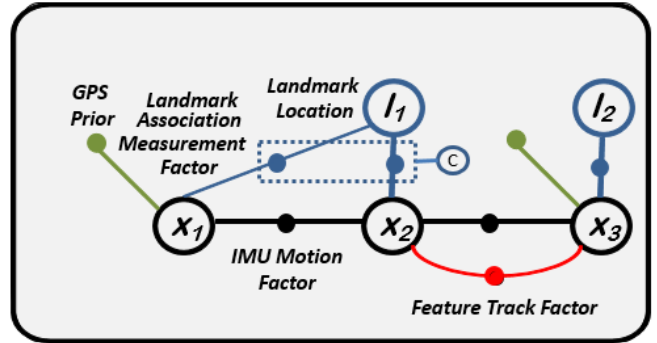 GPS
Prior
Landmark
Association
Measurement
Factor
Landmark
Location
l1
l2
C
x1
x2
x3
IMU Motion
Factor
Feature Track Factor